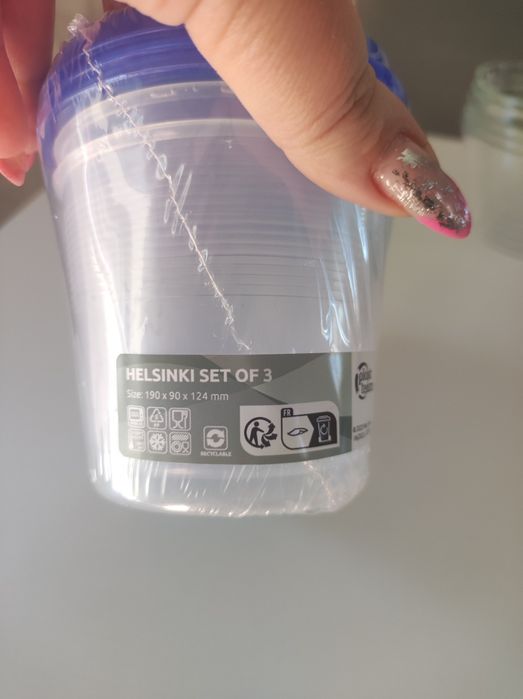 HELSINKI SET OF 3
Size: 190 x 90 x 124 mm
RECYCLABLE
FR